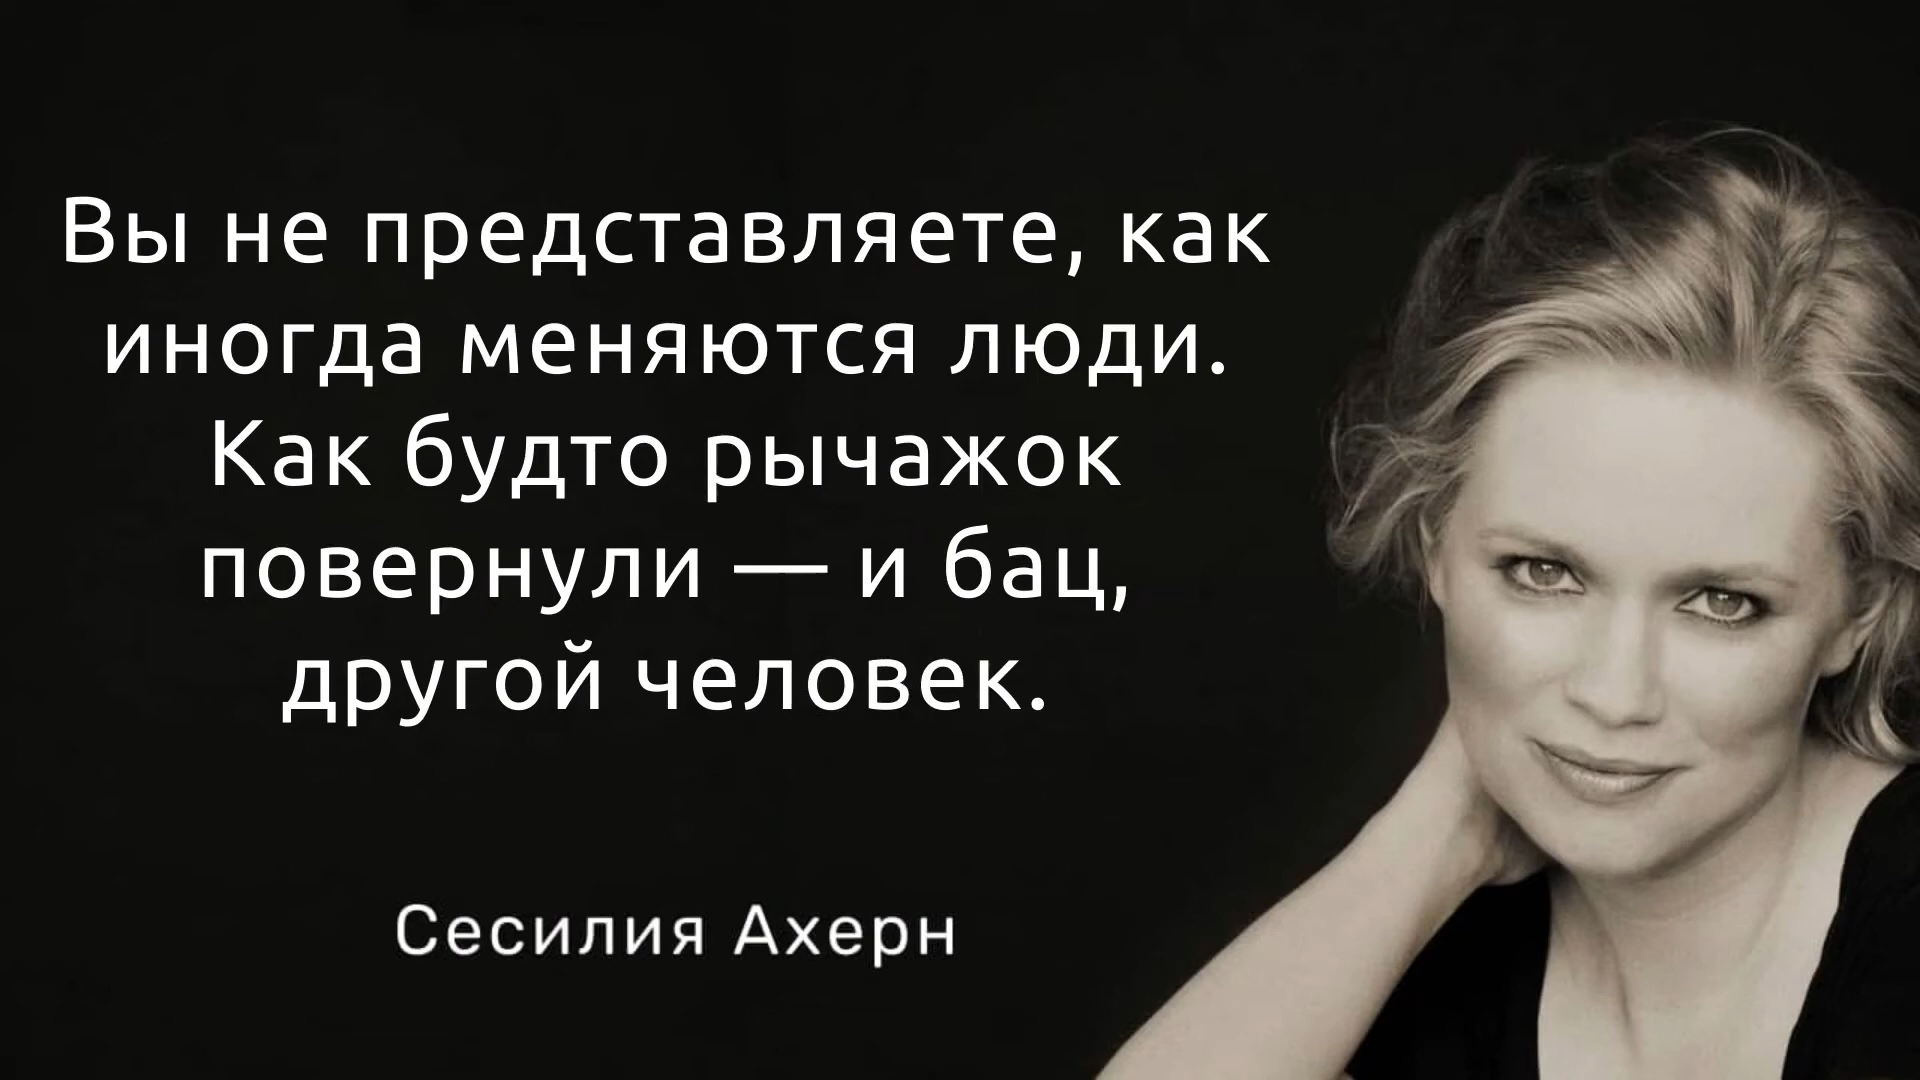 Вы не представляете, как
иногда меняются люди.
Как будто рычажок
повернули — и бац,
другой человек.
Сесилия Ахерн